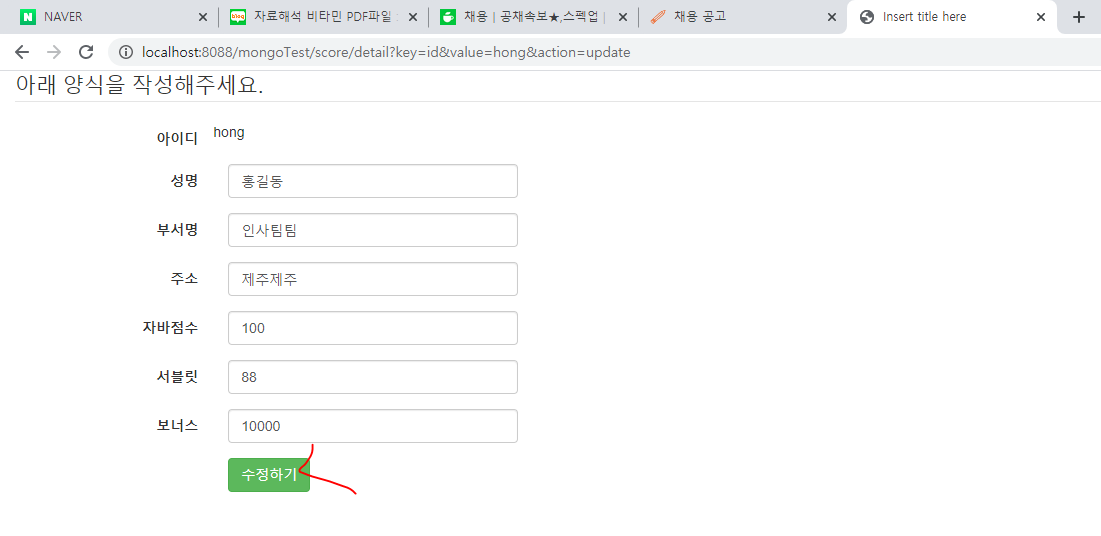 NAVER
자료해석 비타민 PDF파일
채용 | 공채속보★,스펙업 |
채용 공고
Insert title here
localhost:8088/mongoTest/score/detail?key=id&value=hong&action=update
아래 양식을 작성해주세요.
아이디 hong
성명 홍길동
부서명 인사팀팀
주소 제주제주
자바점수 100
서블릿 88
보너스 10000
수정하기